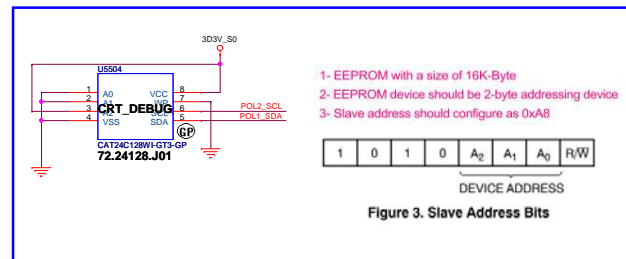 3D3V_S0
U5504
1 A0 VCC 8
2 A1 WP 7
3 A2 SCL 6 POL2_SCL
4 VSS SDA 5 POL1_SDA
CRT_DEBUG
GP
CAT24C128WI-GT3-GP
72.24128.J01
1- EEPROM with a size of 16K-Byte
2- EEPROM device should be 2-byte addressing device
3- Slave address should configure as 0xA8
1 0 1 0 A2 A1 A0 R/W
DEVICE ADDRESS
Figure 3. Slave Address Bits